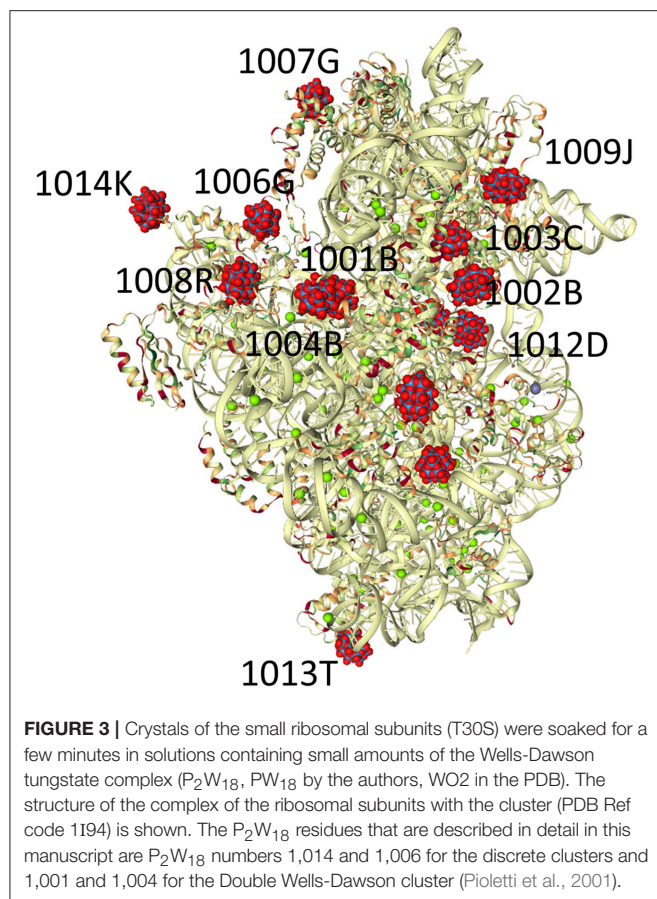 1007G
1009J
1014K
1006G
1003C
1001B
1008R
1002B
1004B
1012D
1013T
FIGURE 3 | Crystals of the small ribosomal subunits (T30S) were soaked for a
few minutes in solutions containing small amounts of the Wells-Dawson
tungstate complex (P₂W₁₈, PW₁₈ by the authors, WO2 in the PDB). The
structure of the complex of the ribosomal subunits with the cluster (PDB Ref
code 1I94) is shown. The P₂W₁₈ residues that are described in detail in this
manuscript are P₂W₁₈ numbers 1,014 and 1,006 for the discrete clusters and
1,001 and 1,004 for the Double Wells-Dawson cluster (Pioletti et al., 2001).